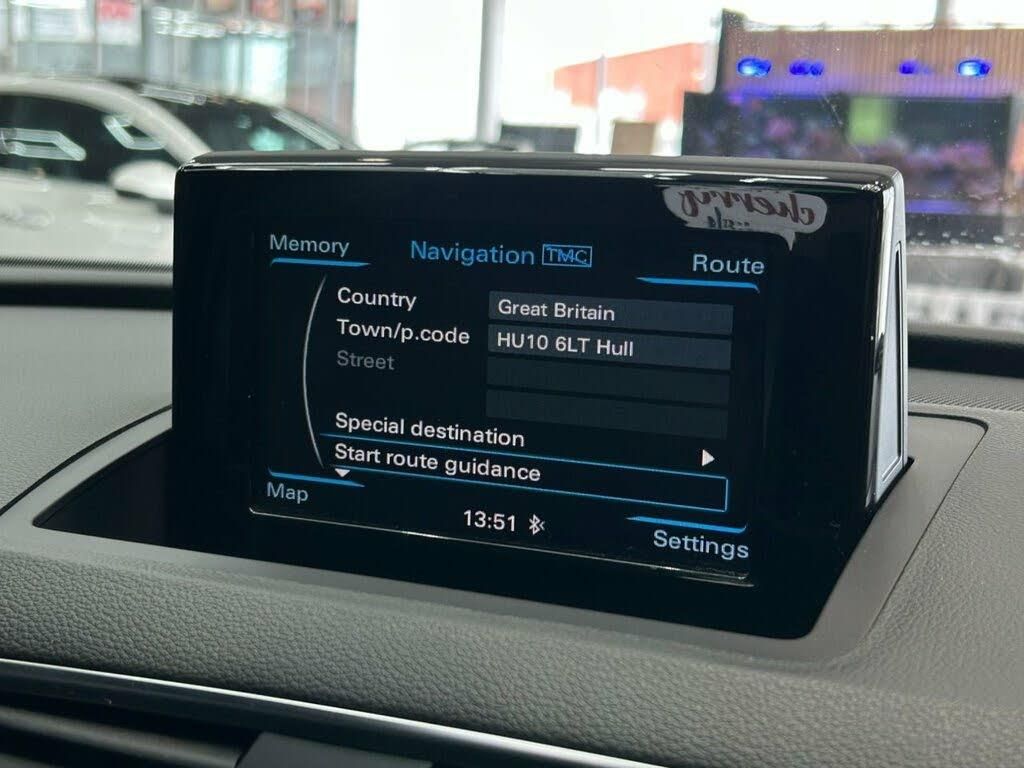 cherry
Memory
Navigation TMC
Route
Country
Great Britain
Town/p.code
HU10 6LT Hull
Street
Special destination
Start route guidance
Map
13:51
Settings